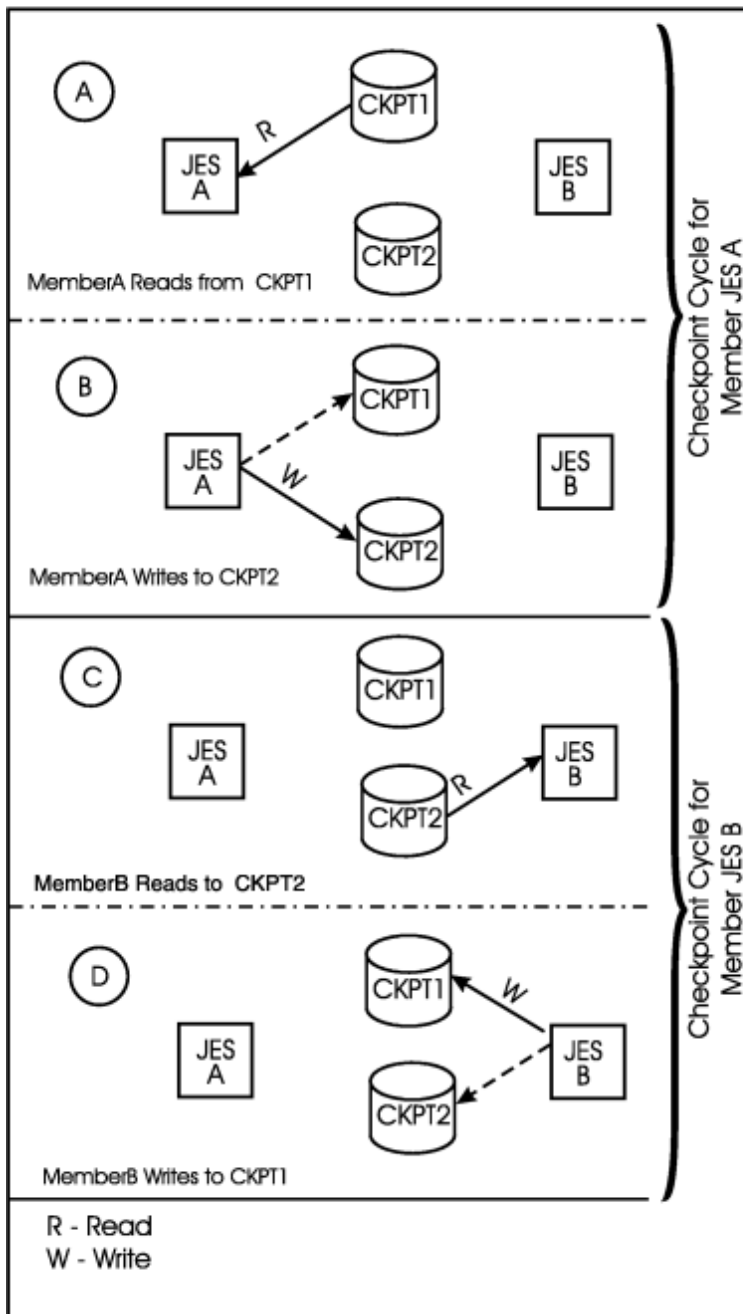 A
CKPT1
R
JES
A
JES
B
CKPT2
MemberA Reads from CKPT1
B
CKPT1
JES
A
W
JES
B
CKPT2
MemberA Writes to CKPT2
Checkpoint Cycle for
Member JES A
C
CKPT1
JES
A
R
JES
B
CKPT2
MemberB Reads to CKPT2
D
CKPT1
W
JES
A
JES
B
CKPT2
MemberB Writes to CKPT1
Checkpoint Cycle for
Member JES B
R - Read
W - Write